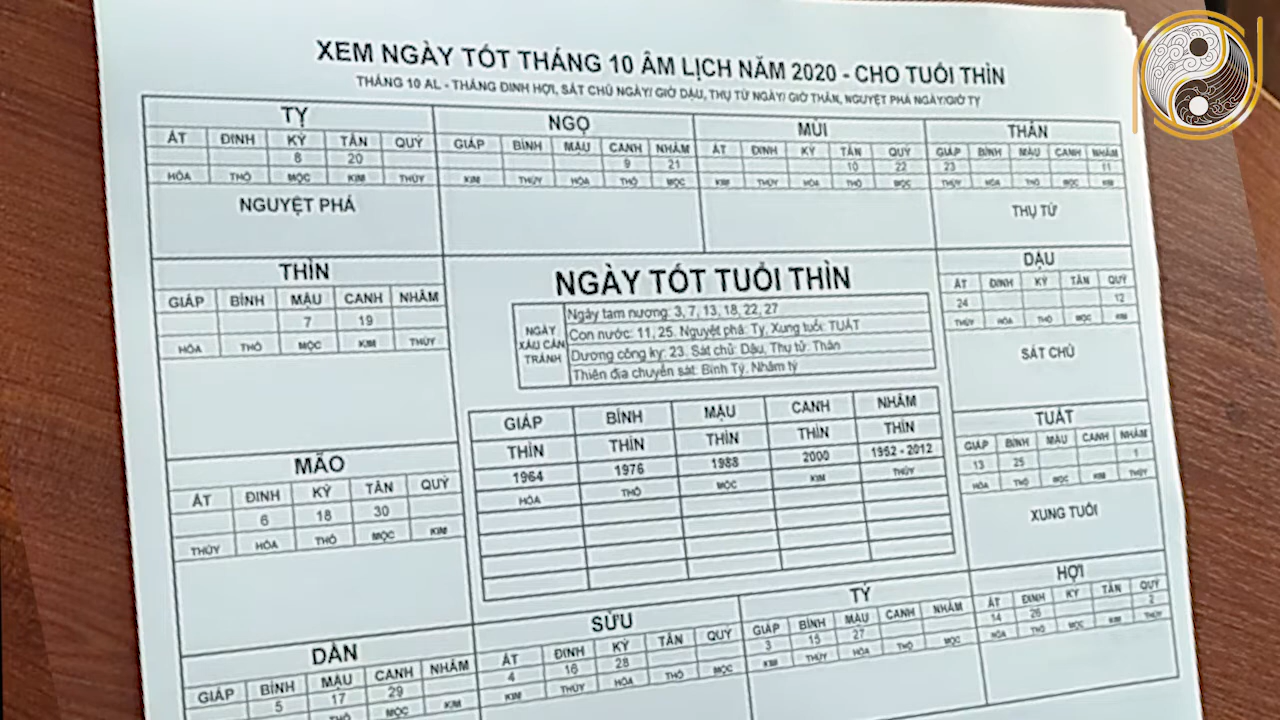 XEM NGÀY TÓT THÁNG 10 ÂM LỊCH NĂM 2020 - CHO TUỔI THÌN
THÁNG 10 AL - THÁNG ĐINH HỢI, SÁT CHỦ NGÀY/ GIỜ DẬU, THỤ TỬ NGÀY/ GIỜ THÂN, NGUYỆT PHÁ NGÀY/GIỜ TỴ
TỴ
ẤT ĐINH KỶ TÂN QUÝ
8 20
HỎA THỔ MỘC KIM THỦY
NGUYỆT PHÁ
NGỌ
GIÁP BÍNH MẬU CANH NHÂM
9 21
KIM THỦY HỎA THỔ MỘC
MÙI
ẤT ĐINH KỶ TÂN QUÝ
10 22
KIM THỦY HỎA THỔ MỘC
THÂN
GIÁP BÍNH MẬU CANH NHÂM
23 11
THỦY HỎA THỔ MỘC KIM
THỤ TỬ
THÌN
GIÁP BÍNH MẬU CANH NHÂM
7 19
HỎA THỔ MỘC KIM THỦY
NGÀY TÓT TUỔI THÌN
NGÀY XẤU CẦN TRÁNH
Ngày tam nương: 3, 7, 13, 18, 22, 27
Con nước: 11, 25. Nguyệt phá: Tỵ, Xung tuổi: TUẤT
Dương công kỵ: 23. Sát chủ: Dậu, Thụ tử: Thân
Thiên địa chuyển sát: Bính Tý, Nhâm tý
DẬU
ẤT ĐINH KỶ TÂN QUÝ
24 12
THỦY HỎA THỔ MỘC KIM
SÁT CHỦ
GIÁP BÍNH MẬU CANH NHÂM
THÌN THÌN THÌN THÌN THÌN
1964 1976 1988 2000 1952 - 2012
HỎA THỔ MỘC KIM THỦY
MÃO
ẤT ĐINH KỶ TÂN QUÝ
6 18 30
THỦY HỎA THỔ MỘC KIM
TUẤT
GIÁP BÍNH MẬU CANH NHÂM
13 25 1
HỎA THỔ MỘC KIM THỦY
XUNG TUỔI
DẦN
GIÁP BÍNH MẬU CANH NHÂM
5 17 29
THỔ MỘC KIM
SỬU
ẤT ĐINH KỶ TÂN QUÝ
4 16 28
KIM THỦY HỎA THỔ MỘC
TÝ
GIÁP BÍNH MẬU CANH NHÂM
3 15 27
KIM THỦY HỎA THỔ MỘC
HỢI
ẤT ĐINH KỶ TÂN QUÝ
14 26 2
HỎA THỔ MỘC KIM THỦY